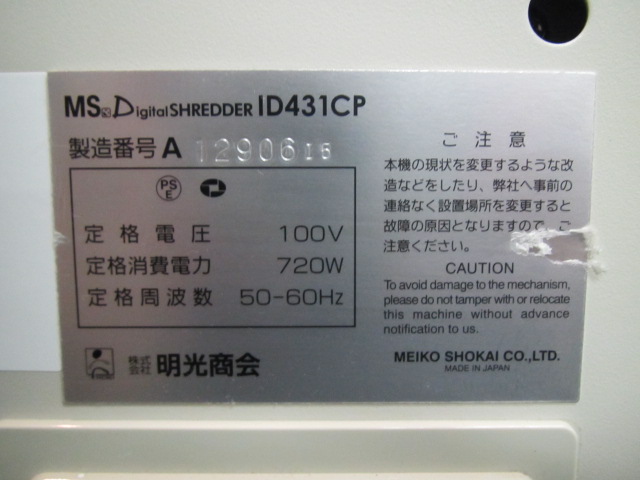 MS DigitalSHREDDER ID431CP
製造番号 A 1290615
PSE
定格電圧 100V
定格消費電力 720W
定格周波数 50-60Hz
株式会社 明光商会
ご注意
本機の現状を変更するような改
造などをしたり、弊社へ事前の
連絡なく設置場所を変更すると
故障の原因となりますので、ご
注意ください。
CAUTION
To avoid damage to the mechanism,
please do not tamper with or relocate
this machine without advance
notification to us.
MEIKO SHOKAI CO.,LTD.
MADE IN JAPAN